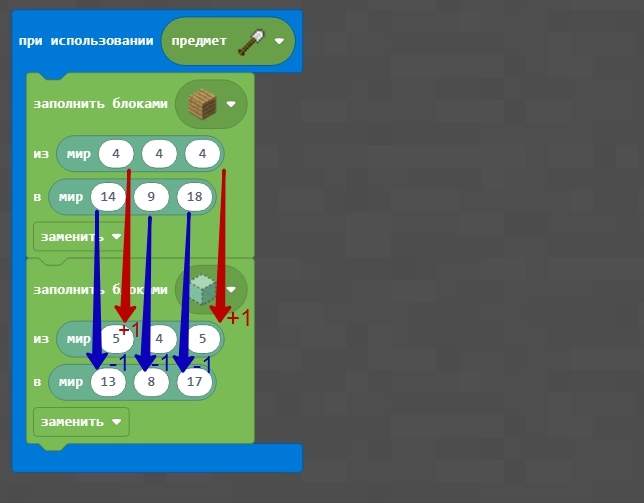 при использовании предмет
заполнить блоками
из мир 4 4 4
в мир 14 9 18
заменить
заполнить блоками
+1
из мир 5 +1 4 5
-1 -1 -1
в мир 13 8 17
заменить